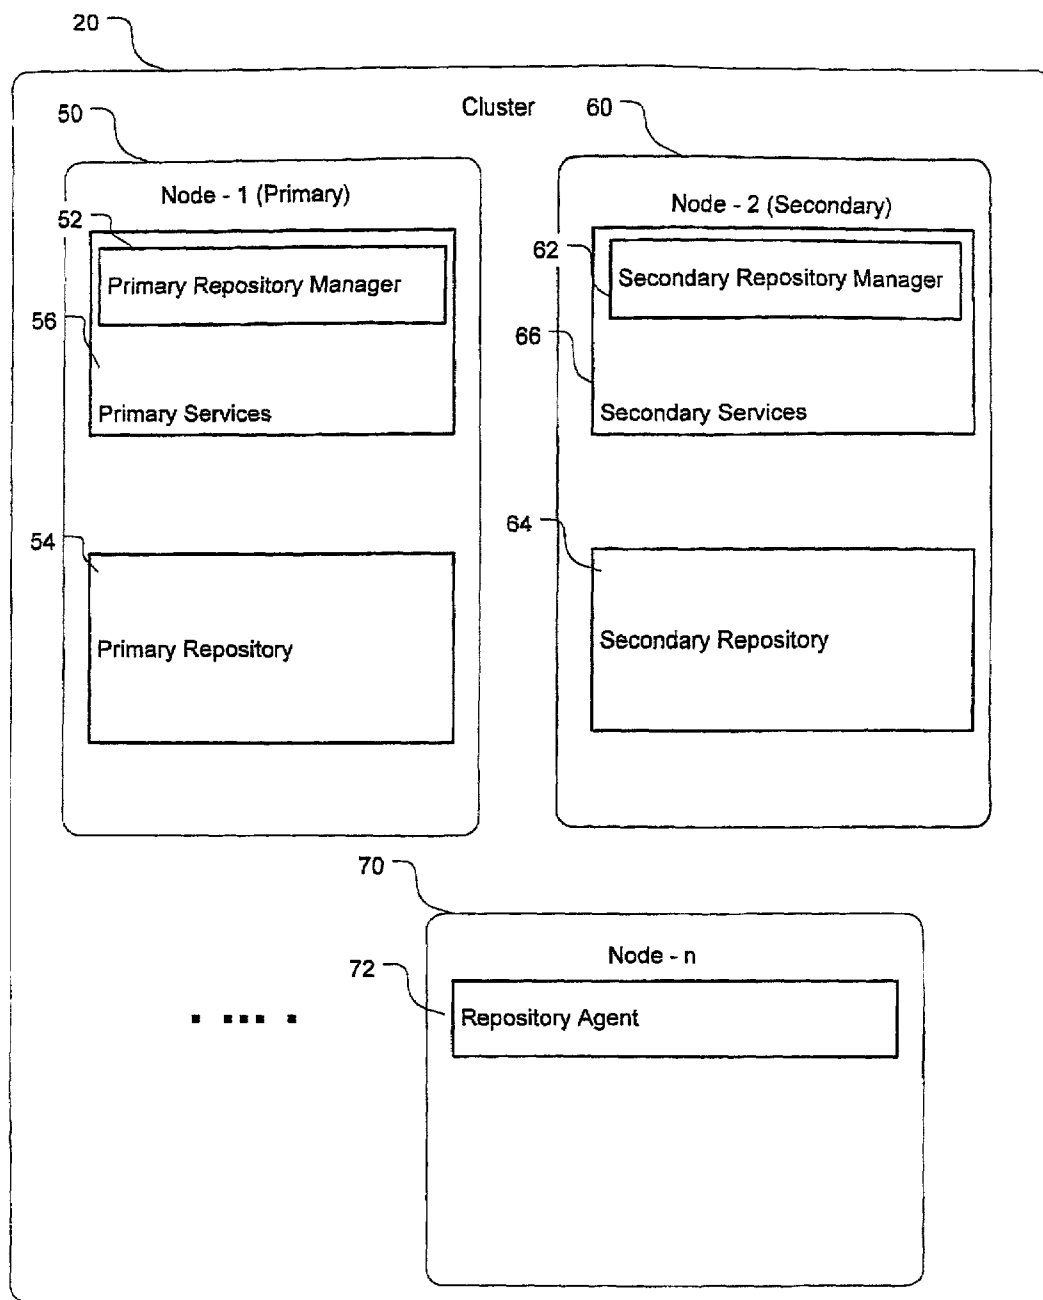 20
Cluster
50
60
Node - 1 (Primary)
Node - 2 (Secondary)
52
62
Primary Repository Manager
Secondary Repository Manager
56
66
Primary Services
Secondary Services
54
64
Primary Repository
Secondary Repository
70
Node - n
72
Repository Agent